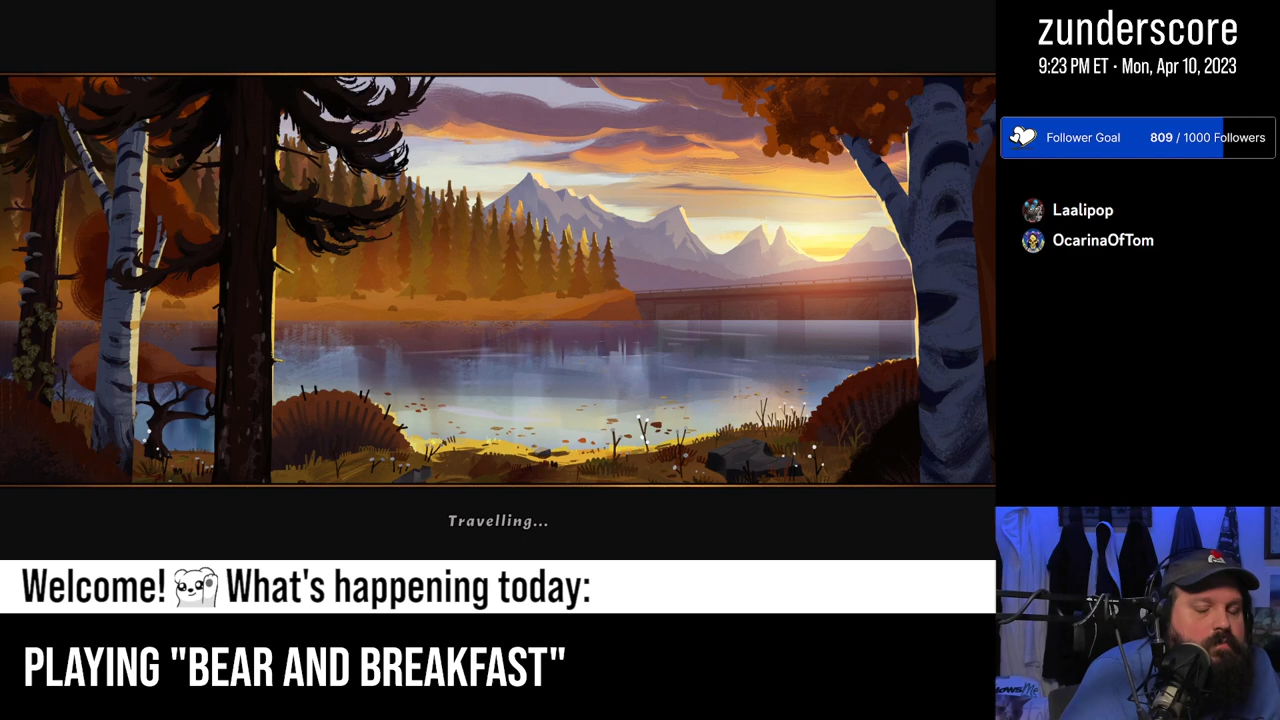 zunderscore
9:23 PM ET · Mon, Apr 10, 2023
Follower Goal 809 / 1000 Followers
Laalipop
OcarinaOfTom
Travelling...
Welcome! What's happening today:
PLAYING "BEAR AND BREAKFAST"